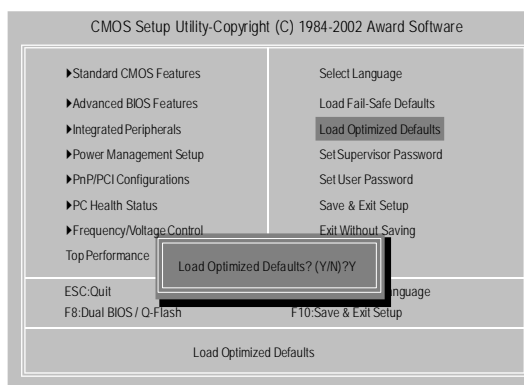 CMOS Setup Utility-Copyright (C) 1984-2002 Award Software
▶Standard CMOS Features
▶Advanced BIOS Features
▶Integrated Peripherals
▶Power Management Setup
▶PnP/PCI Configurations
▶PC Health Status
▶Frequency/Voltage Control
Top Performance
Select Language
Load Fail-Safe Defaults
Load Optimized Defaults
Set Supervisor Password
Set User Password
Save & Exit Setup
Exit Without Saving
Load Optimized Defaults? (Y/N)?Y
ESC:Quit
F8:Dual BIOS / Q-Flash
F10:Save & Exit Setup
Load Optimized Defaults